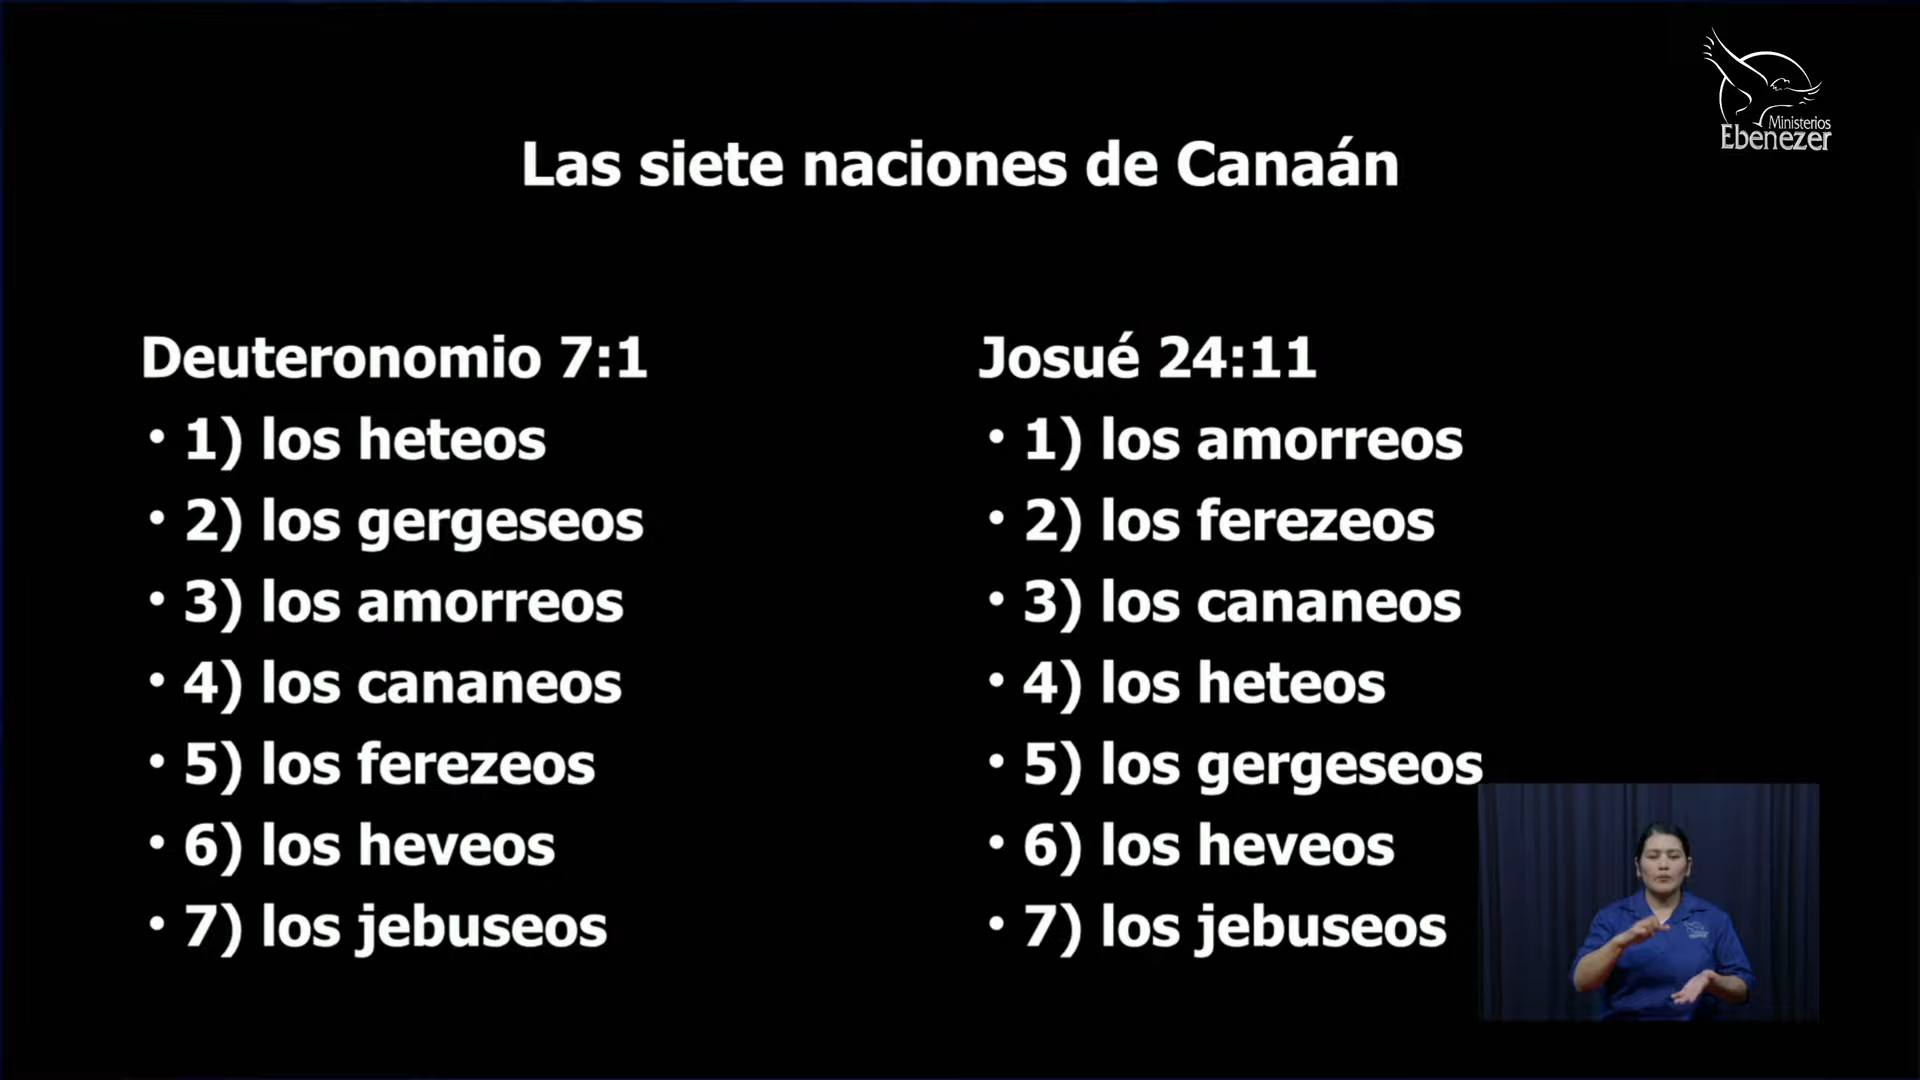 Ministerios
Ebenezer
Las siete naciones de Canaán
Deuteronomio 7:1
• 1) los heteos
• 2) los gergeseos
• 3) los amorreos
• 4) los cananeos
• 5) los ferezeos
• 6) los heveos
• 7) los jebuseos
Josué 24:11
• 1) los amorreos
• 2) los ferezeos
• 3) los cananeos
• 4) los heteos
• 5) los gergeseos
• 6) los heveos
• 7) los jebuseos